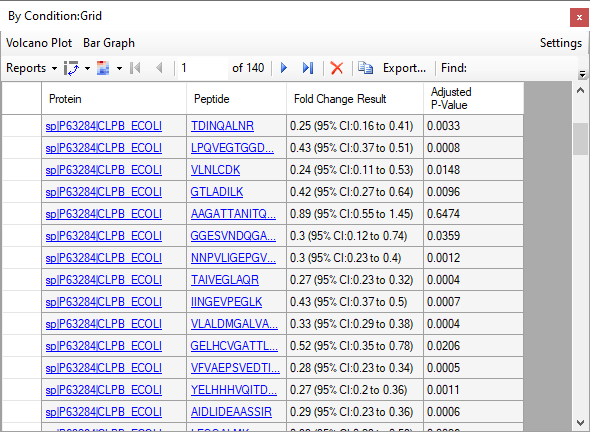 By Condition:Grid
Volcano Plot Bar Graph Settings
Reports 1 of 140 Export... Find:
Protein Peptide Fold Change Result Adjusted P-Value
sp|P63284|CLPB_ECOLI TDINQALNR 0.25 (95% CI:0.16 to 0.41) 0.0033
sp|P63284|CLPB_ECOLI LPQVEGTGGD... 0.43 (95% CI:0.37 to 0.51) 0.0008
sp|P63284|CLPB_ECOLI VLNLCDK 0.24 (95% CI:0.11 to 0.53) 0.0148
sp|P63284|CLPB_ECOLI GTLADILK 0.42 (95% CI:0.27 to 0.64) 0.0096
sp|P63284|CLPB_ECOLI AAGATTANITQ... 0.89 (95% CI:0.55 to 1.45) 0.6474
sp|P63284|CLPB_ECOLI GGESVNDQGA... 0.3 (95% CI:0.12 to 0.74) 0.0359
sp|P63284|CLPB_ECOLI NNPVLIGEPGV... 0.3 (95% CI:0.23 to 0.4) 0.0012
sp|P63284|CLPB_ECOLI TAIVEGLAQR 0.27 (95% CI:0.23 to 0.32) 0.0004
sp|P63284|CLPB_ECOLI IINGEVPEGLK 0.43 (95% CI:0.37 to 0.5) 0.0007
sp|P63284|CLPB_ECOLI VLALDMGALVA... 0.33 (95% CI:0.29 to 0.38) 0.0004
sp|P63284|CLPB_ECOLI GELHCVGATTL... 0.52 (95% CI:0.35 to 0.78) 0.0206
sp|P63284|CLPB_ECOLI VFVAEPSVEDTI... 0.28 (95% CI:0.23 to 0.34) 0.0005
sp|P63284|CLPB_ECOLI YELHHHVQITD... 0.27 (95% CI:0.2 to 0.36) 0.0011
sp|P63284|CLPB_ECOLI AIDLIDEAASSIR 0.29 (95% CI:0.23 to 0.36) 0.0006